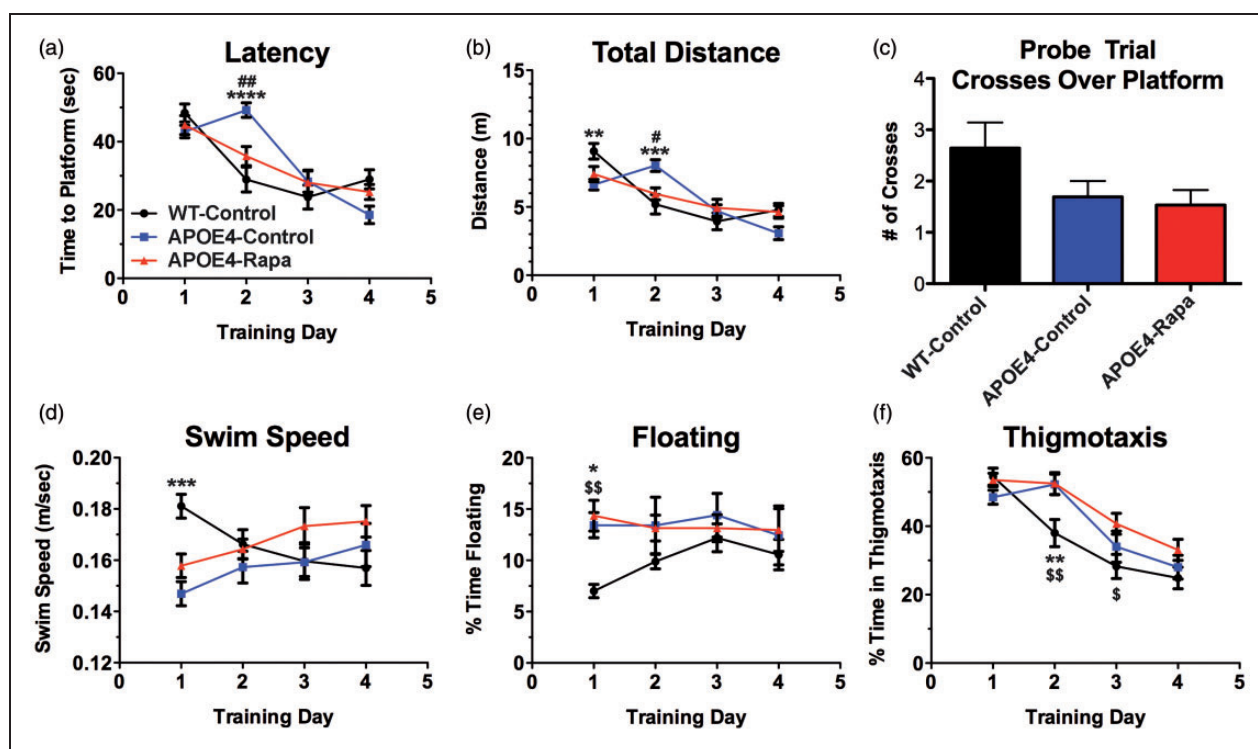 (a)
Latency
Time to Platform (sec)
60
40
20
0
##
****
WT-Control
APOE4-Control
APOE4-Rapa
0 1 2 3 4 5
Training Day
(b)
Total Distance
Distance (m)
15
10
5
0
**
#
***
0 1 2 3 4 5
Training Day
(c)
Probe Trial
Crosses Over Platform
# of Crosses
4
3
2
1
0
WT-Control
APOE4-Control
APOE4-Rapa
(d)
Swim Speed
Swim Speed (m/sec)
0.20
0.18
0.16
0.14
0.12
***
0 1 2 3 4 5
Training Day
(e)
Floating
% Time Floating
20
15
10
5
0
*
$$
0 1 2 3 4 5
Training Day
(f)
Thigmotaxis
% Time in Thigmotaxis
60
40
20
0
**
$$
$
0 1 2 3 4 5
Training Day